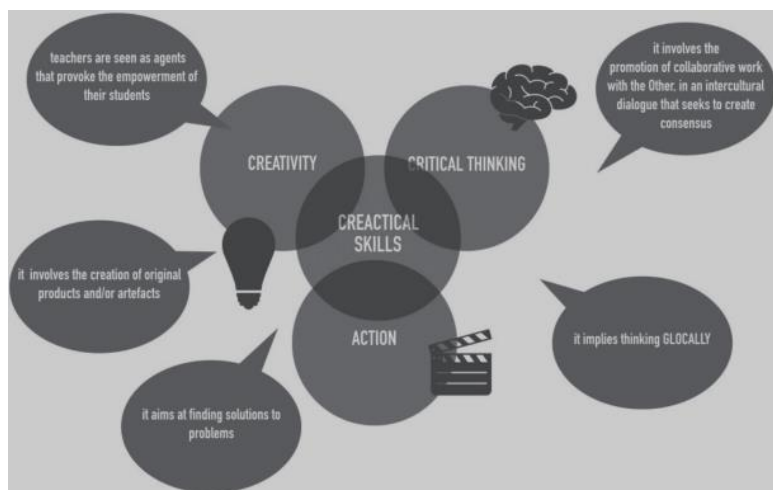 teachers are seen as agents
that provoke the empowerment of
their students
it involves the
promotion of collaborative work
with the Other, in an intercultural
dialogue that seeks to create
consensus
CREATIVITY
CRITICAL THINKING
CREACTICAL
SKILLS
it involves the creation of original
products and/or artefacts
ACTION
it implies thinking GLOCALLY
it aims at finding solutions to
problems